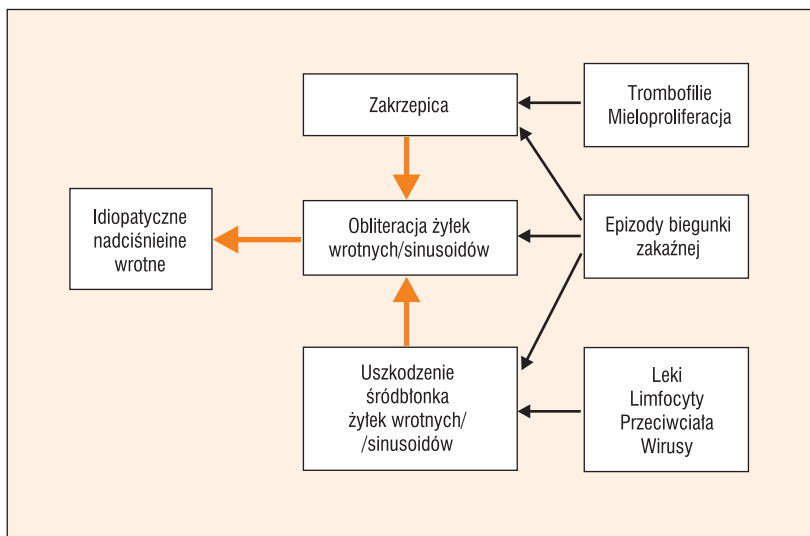 Zakrzepica
Trombofilie
Mieloproliferacja
Idiopatyczne
nadciśnieine
wrotne
Obliteracja żyłek
wrotnych/sinusoidów
Epizody biegunki
zakaźnej
Uszkodzenie
śródbłonka
żyłek wrotnych/
/sinusoidów
Leki
Limfocyty
Przeciwciała
Wirusy